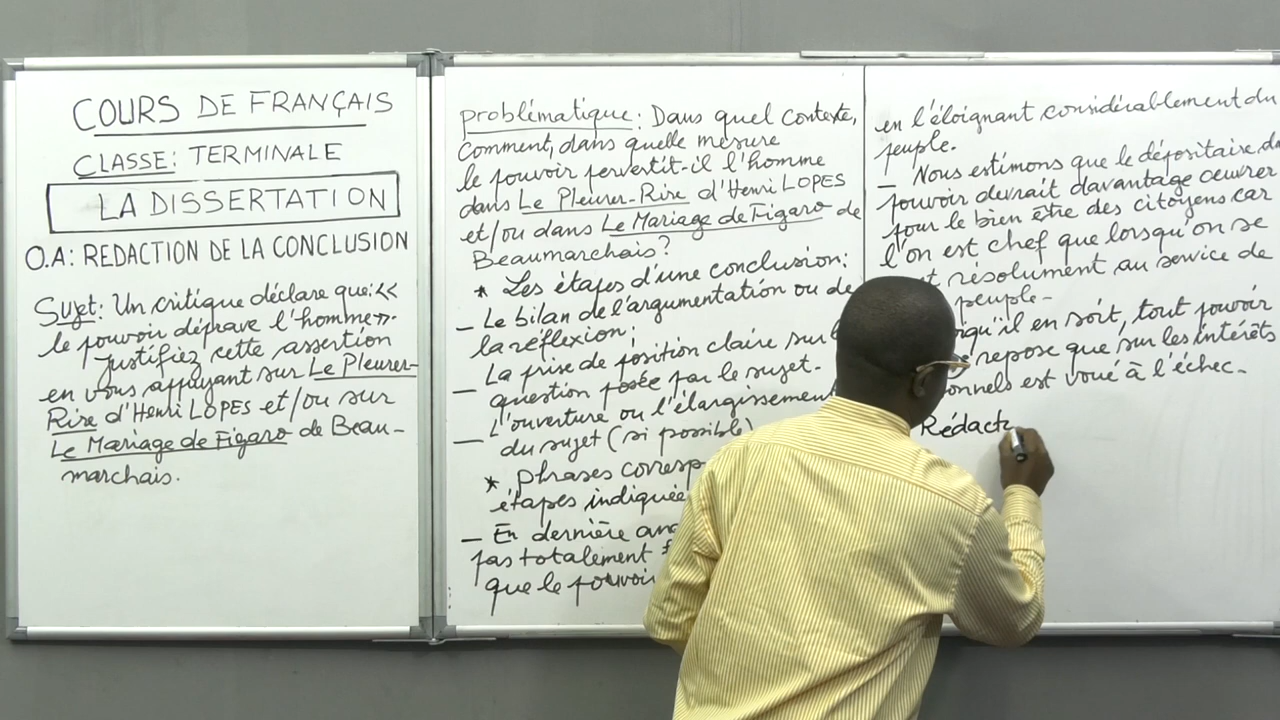 COURS DE FRANÇAIS
CLASSE: TERMINALE
LA DISSERTATION
O.A: REDACTION DE LA CONCLUSION
Sujet: Un critique déclare que: <<
le pouvoir déprave l'homme>>.
Justifiez cette assertion
en vous appuyant sur Le Pleurer-
Rire d'Henri LOPES et/ou sur
Le Mariage de Figaro de Beau-
marchais.
problématique: Dans quel contexte,
comment, dans quelle mesure
le pouvoir pervertit-il l'homme
dans Le Pleurer-Rire d'Henri LOPES
et/ou dans Le Mariage de Figaro de
Beaumarchais?
* Les étapes d'une conclusion:
_ Le bilan de l'argumentation ou de
la réflexion;
_ La prise de position claire sur
question posée par le sujet.
_ L'ouverture ou l'élargissement
du sujet (si possible)
* phrases
étapes
_ En dernière
pas totalement
que le pouvoir
en l'éloignant considérablement du
peuple.
_ Nous estimons que le dépositaire
pouvoir devrait davantage œuvrer
pour le bien être des citoyens car
l'on est chef que lorsqu'on se
résolument au service de
peuple-
qu'il en soit, tout pouvoir
repose que sur les intérêts
est voué à l'échec-
Rédact